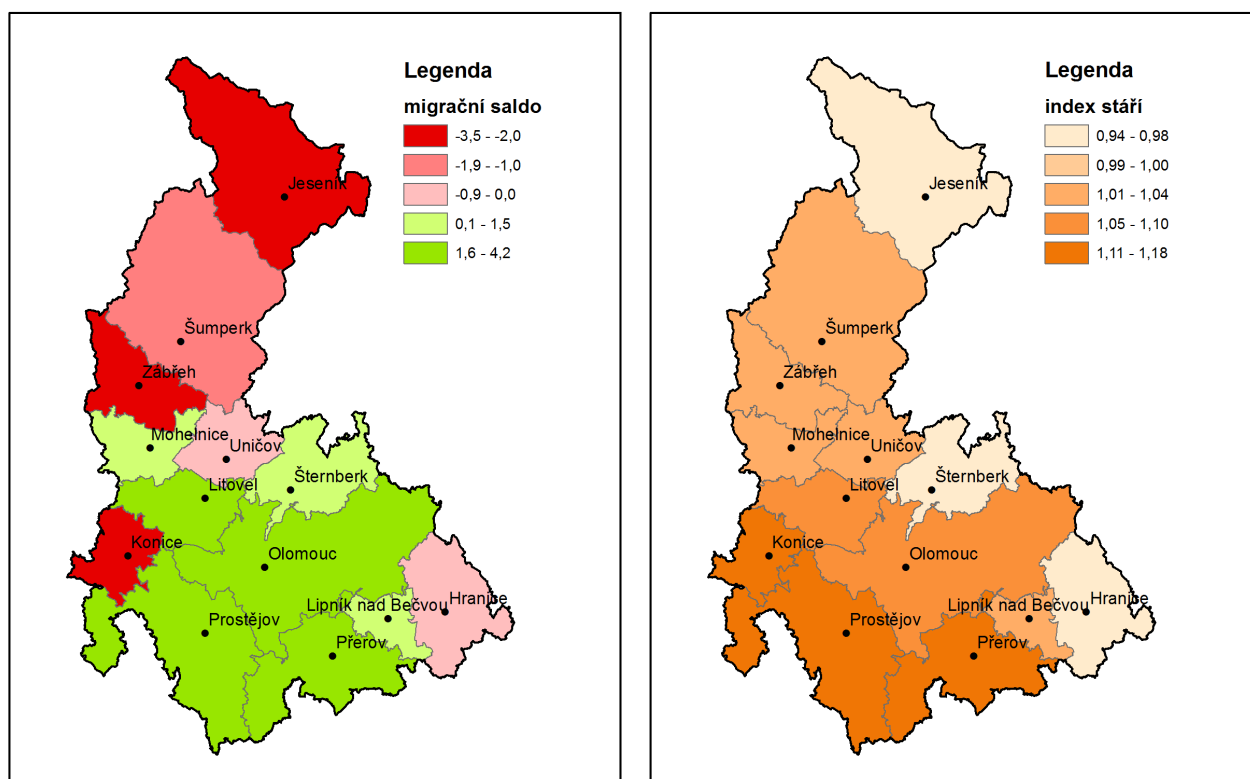 Legenda
migrační saldo
-3,5 - -2,0
-1,9 - -1,0
-0,9 - 0,0
0,1 - 1,5
1,6 - 4,2
Jeseník
Šumperk
Zábřeh
Mohelnice
Uničov
Šternberk
Litovel
Konice
Olomouc
Lipník nad Bečvou
Hranice
Prostějov
Přerov
Legenda
index stáří
0,94 - 0,98
0,99 - 1,00
1,01 - 1,04
1,05 - 1,10
1,11 - 1,18
Jeseník
Šumperk
Zábřeh
Mohelnice
Uničov
Šternberk
Litovel
Konice
Olomouc
Lipník nad Bečvou
Hranice
Prostějov
Přerov